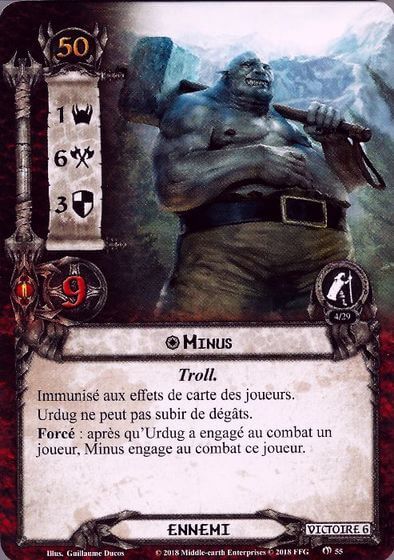 50
1
6
3
9
4/29
Minus
Troll.
Immunisé aux effets de carte des joueurs.
Urdug ne peut pas subir de dégâts.
Forcé : après qu'Urdug a engagé au combat un
joueur, Minus engage au combat ce joueur.
ENNEMI
VICTOIRE 6
Illus. Guillaume Ducos © 2018 Middle-earth Enterprises © 2018 FFG 55